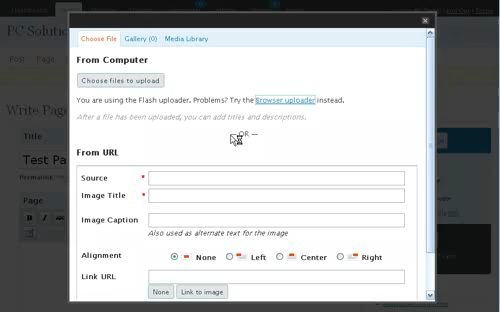 PC Solutio
Post
Page
Write Page
Title
Test Pa
Permalink:
Page
B
I
Choose File
Gallery (0)
Media Library
From Computer
Choose files to upload
You are using the Flash uploader. Problems? Try the Browser uploader instead.
After a file has been uploaded, you can add titles and descriptions.
OR —
From URL
Source *
Image Title *
Image Caption
Also used as alternate text for the image
Alignment None Left Center Right
Link URL
None Link to image